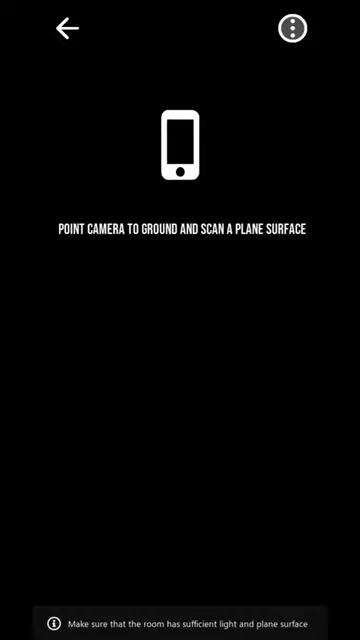 POINT CAMERA TO GROUND AND SCAN A PLANE SURFACE
Make sure that the room has sufficient light and plane surface